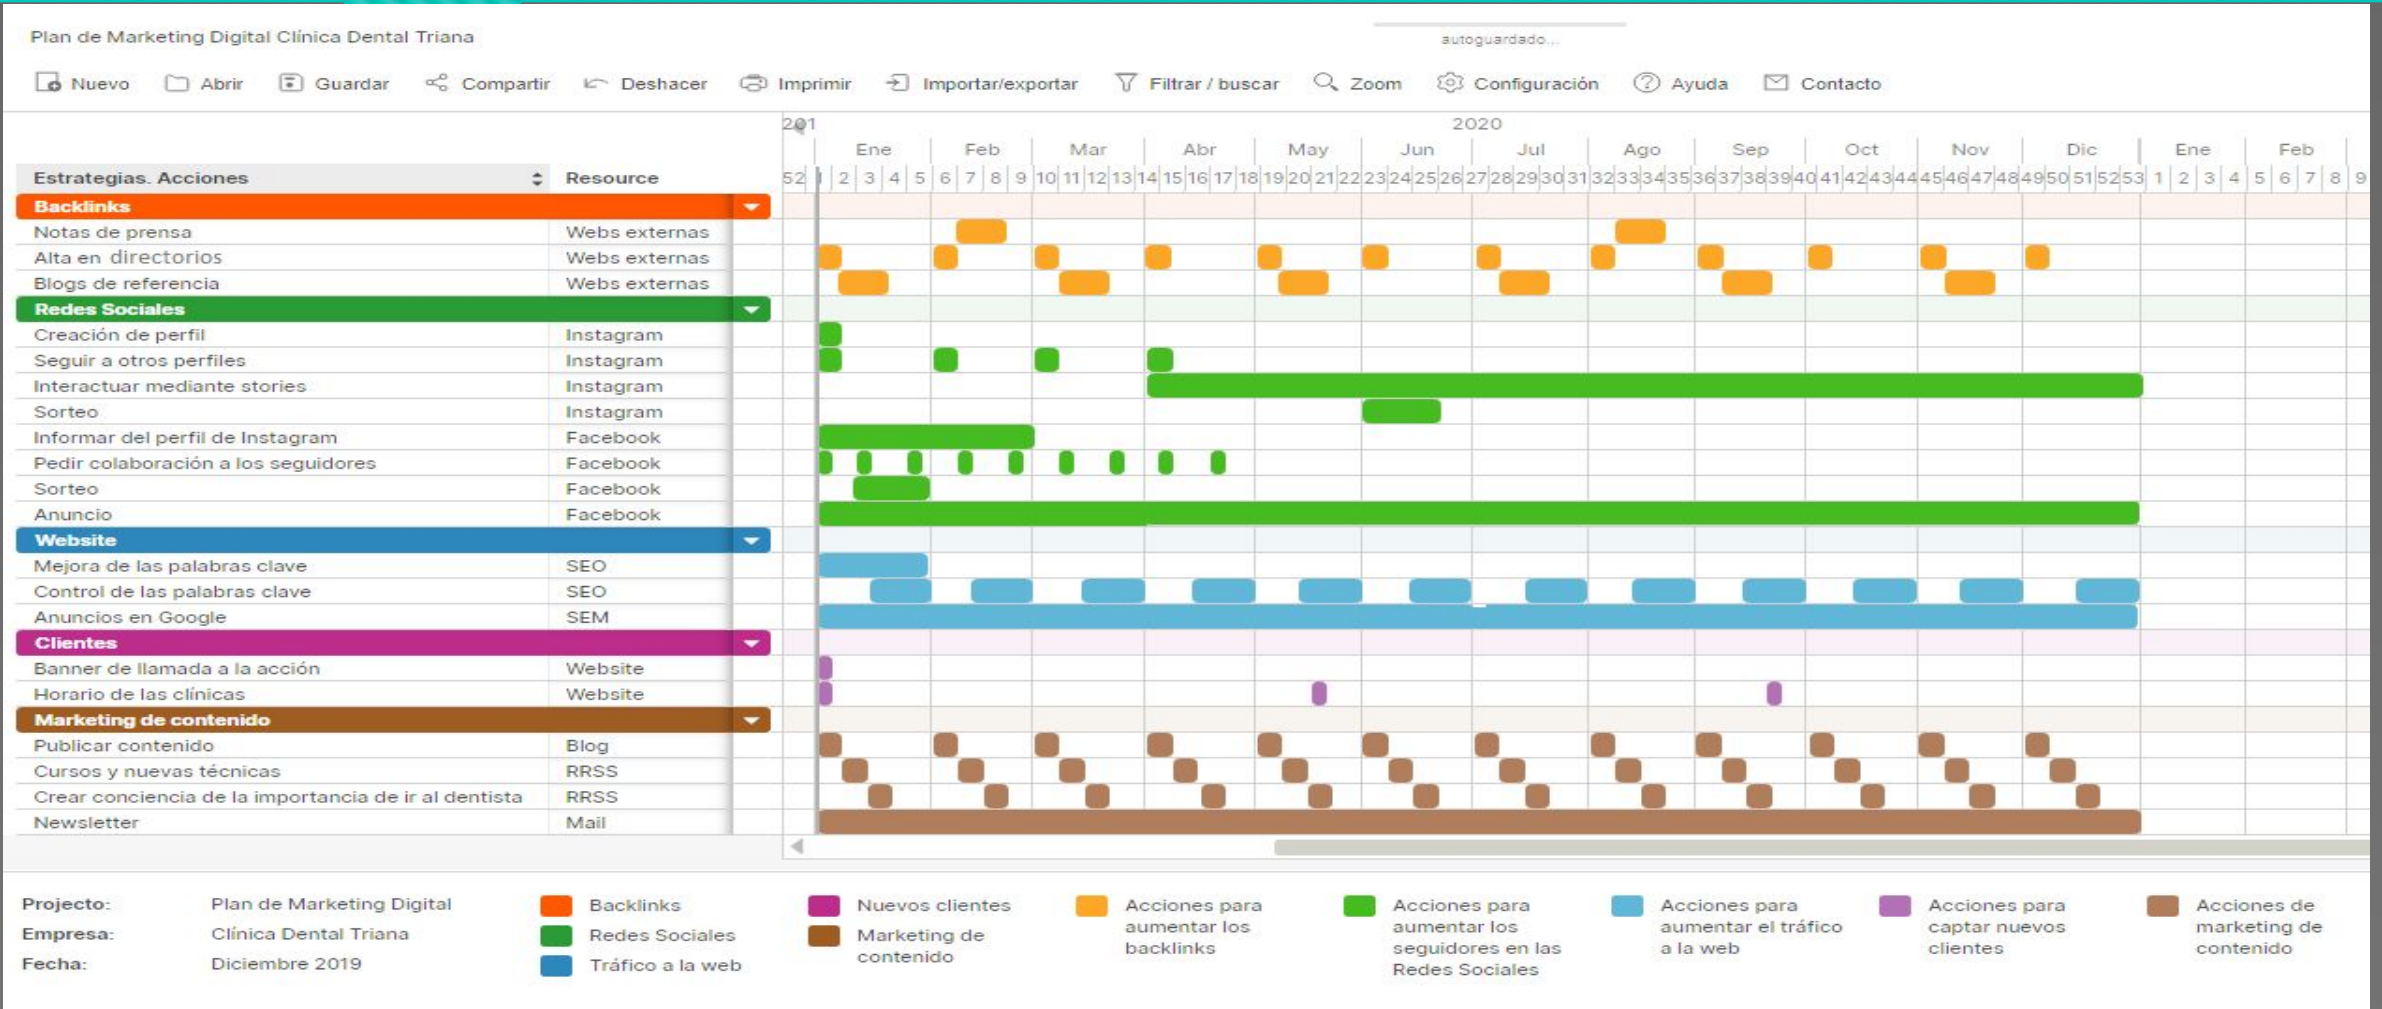 Plan de Marketing Digital Clínica Dental Triana
autoguardado...
Nuevo Abrir Guardar Compartir Deshacer Imprimir Importar/exportar Filtrar / buscar Zoom Configuración Ayuda Contacto
201 2020
Ene Feb Mar Abr May Jun Jul Ago Sep Oct Nov Dic Ene Feb
Estrategias. Acciones Resource 52 1 2 3 4 5 6 7 8 9 10 11 12 13 14 15 16 17 18 19 20 21 22 23 24 25 26 27 28 29 30 31 32 33 34 35 36 37 38 39 40 41 42 43 44 45 46 47 48 49 50 51 52 53 1 2 3 4 5 6 7 8 9
Backlinks
Notas de prensa Webs externas
Alta en directorios Webs externas
Blogs de referencia Webs externas
Redes Sociales
Creación de perfil Instagram
Seguir a otros perfiles Instagram
Interactuar mediante stories Instagram
Sorteo Instagram
Informar del perfil de Instagram Facebook
Pedir colaboración a los seguidores Facebook
Sorteo Facebook
Anuncio Facebook
Website
Mejora de las palabras clave SEO
Control de las palabras clave SEO
Anuncios en Google SEM
Clientes
Banner de llamada a la acción Website
Horario de las clínicas Website
Marketing de contenido
Publicar contenido Blog
Cursos y nuevas técnicas RRSS
Crear conciencia de la importancia de ir al dentista RRSS
Newsletter Mail
Projecto: Plan de Marketing Digital
Empresa: Clínica Dental Triana
Fecha: Diciembre 2019
Backlinks
Redes Sociales
Tráfico a la web
Nuevos clientes
Marketing de
contenido
Acciones para
aumentar los
backlinks
Acciones para
aumentar los
seguidores en las
Redes Sociales
Acciones para
aumentar el tráfico
a la web
Acciones para
captar nuevos
clientes
Acciones de
marketing de
contenido